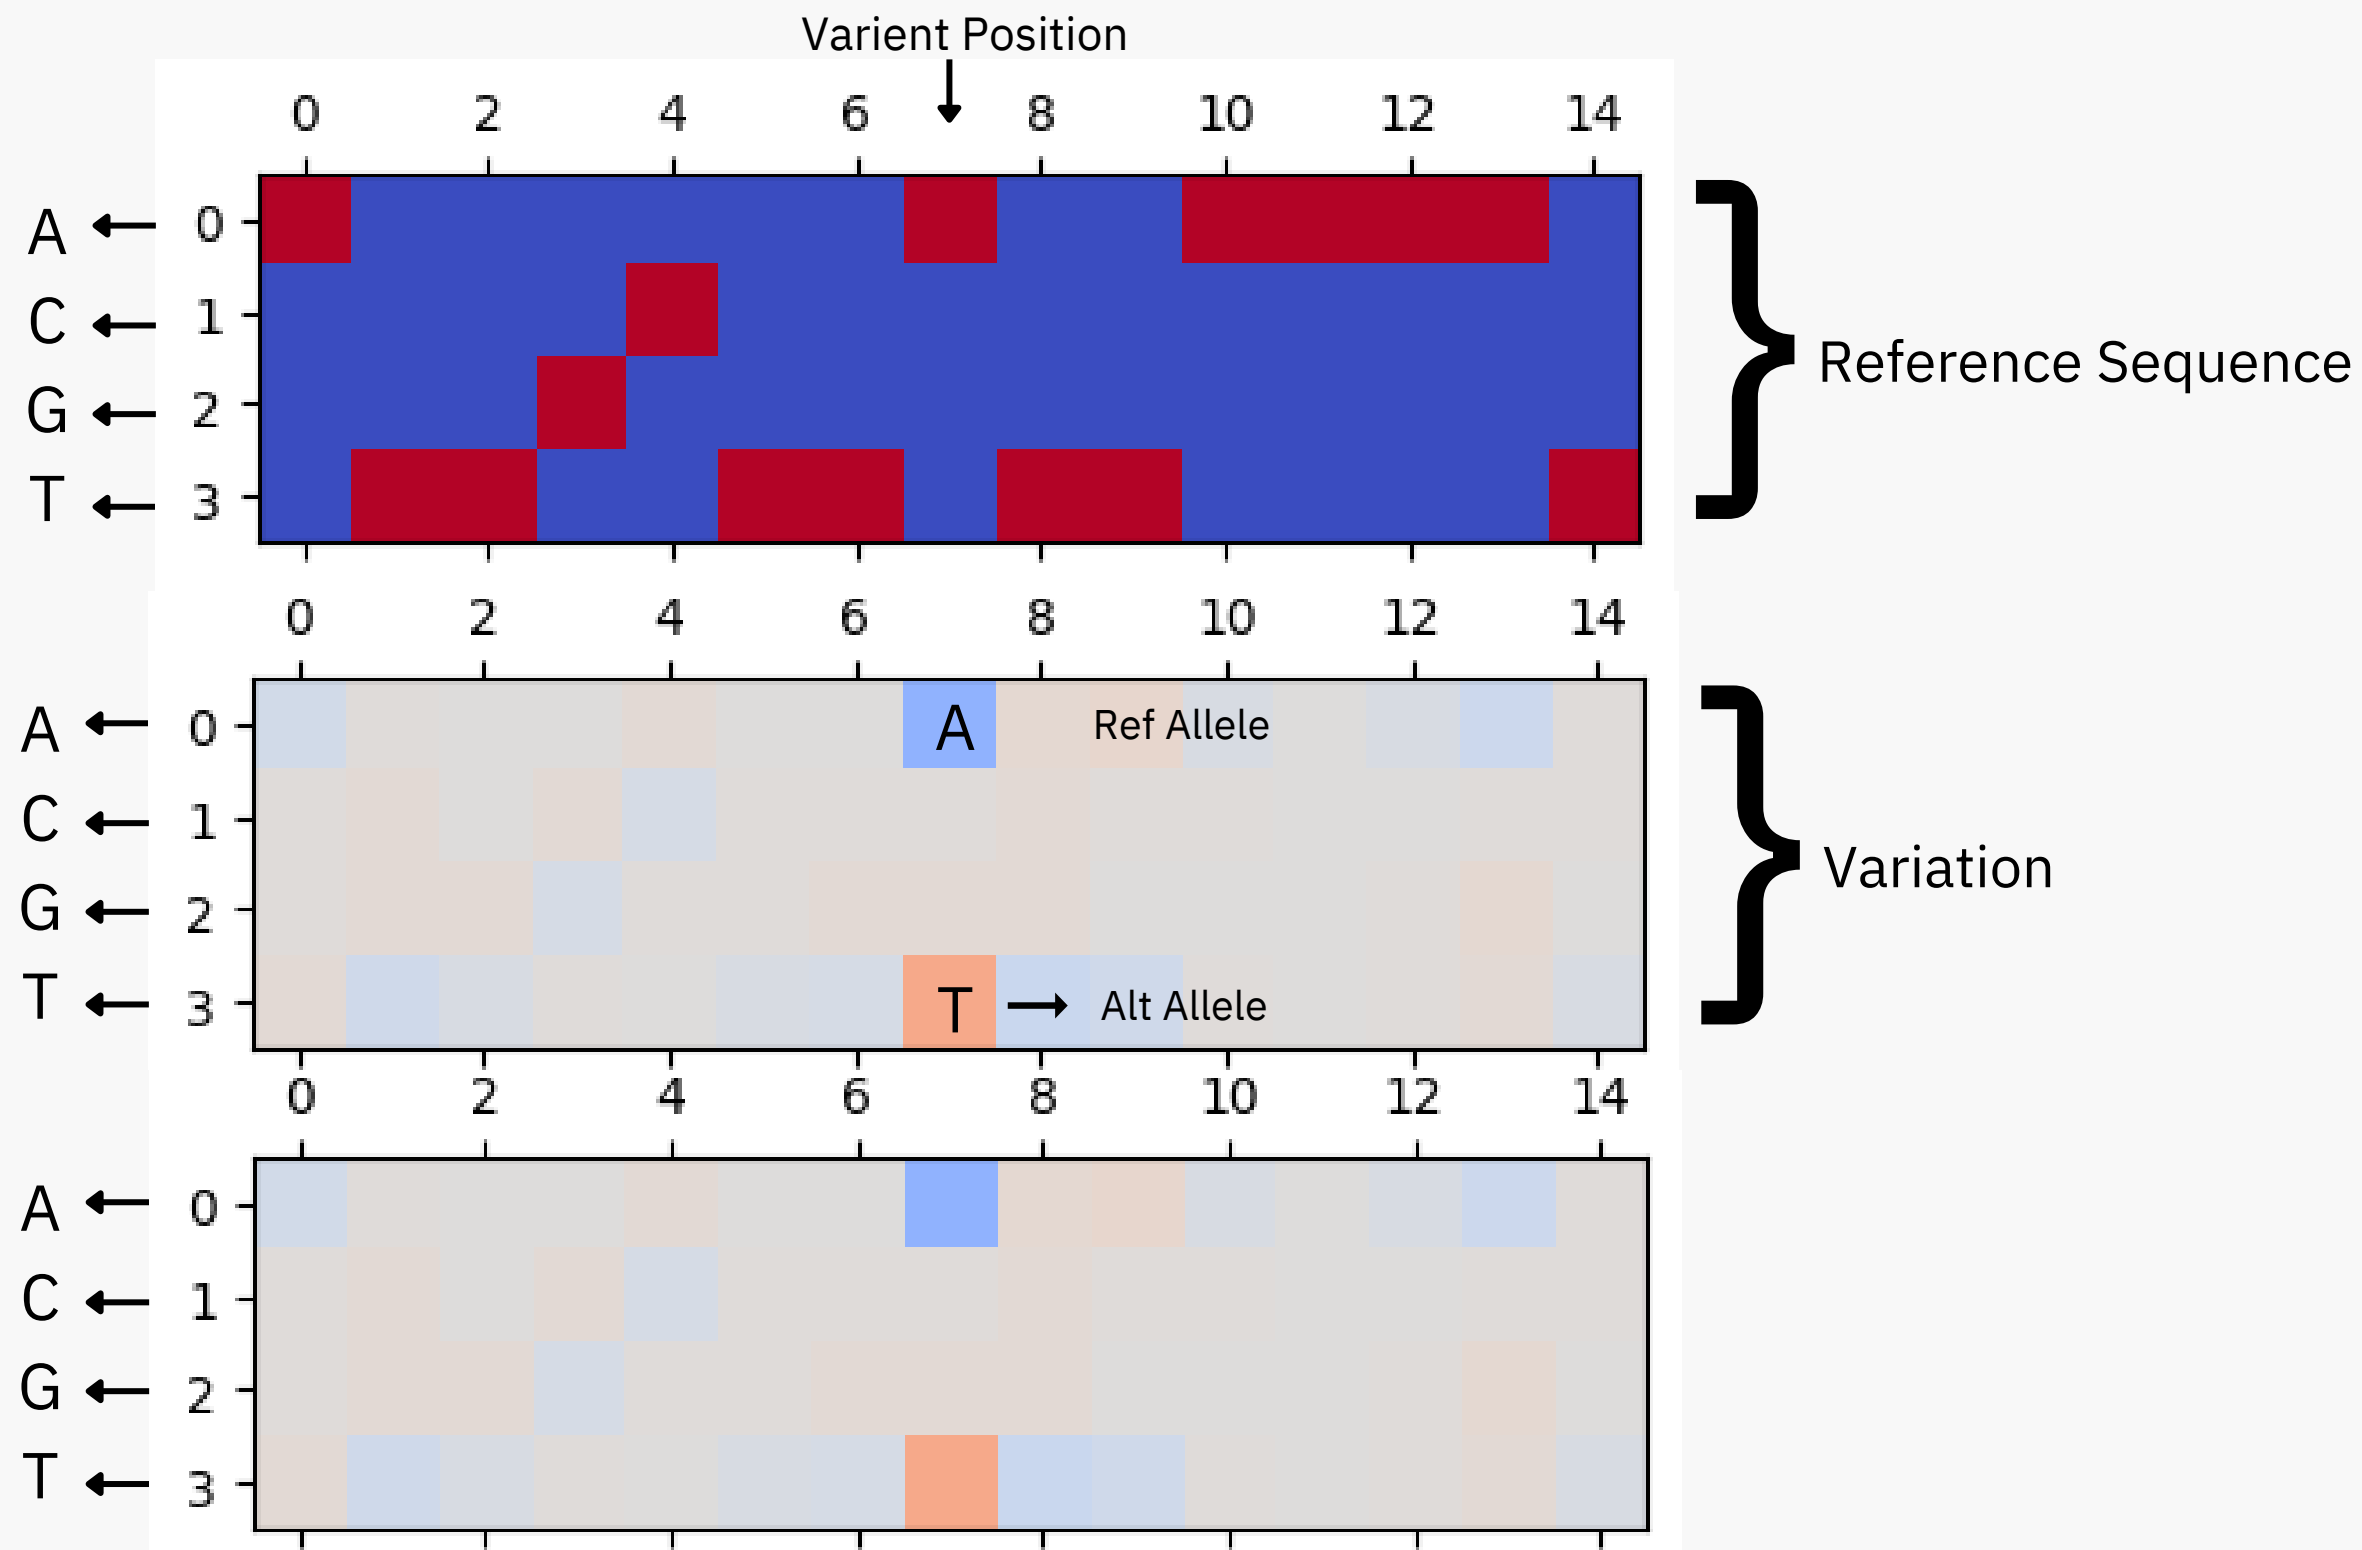 Varient Position
0 2 4 6 8 10 12 14
A 0
C 1
G 2
T 3
Reference Sequence
0 2 4 6 8 10 12 14
A 0 A Ref Allele
C 1
G 2
T 3 T Alt Allele
Variation
0 2 4 6 8 10 12 14
A 0
C 1
G 2
T 3